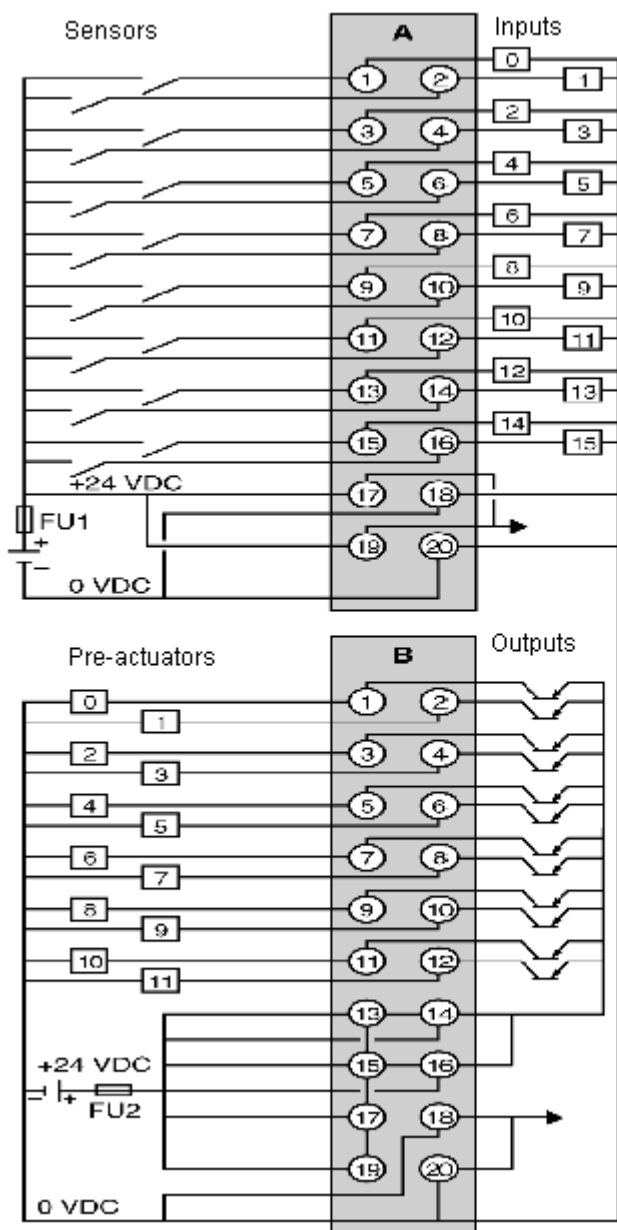 Sensors A Inputs
0
1 2 1
2
3 4 3
4
5 6 5
6
7 8 7
8
9 10 9
10
11 12 11
12
13 14 13
14
15 16 15
+24 VDC
17 18
FU1
+
19 20
−
0 VDC
Pre-actuators B Outputs
0 1 2
1
2 3 4
3
4 5 6
5
6 7 8
7
8 9 10
9
10 11 12
11
13 14
+24 VDC 15 16
− +
FU2 17 18
19 20
0 VDC